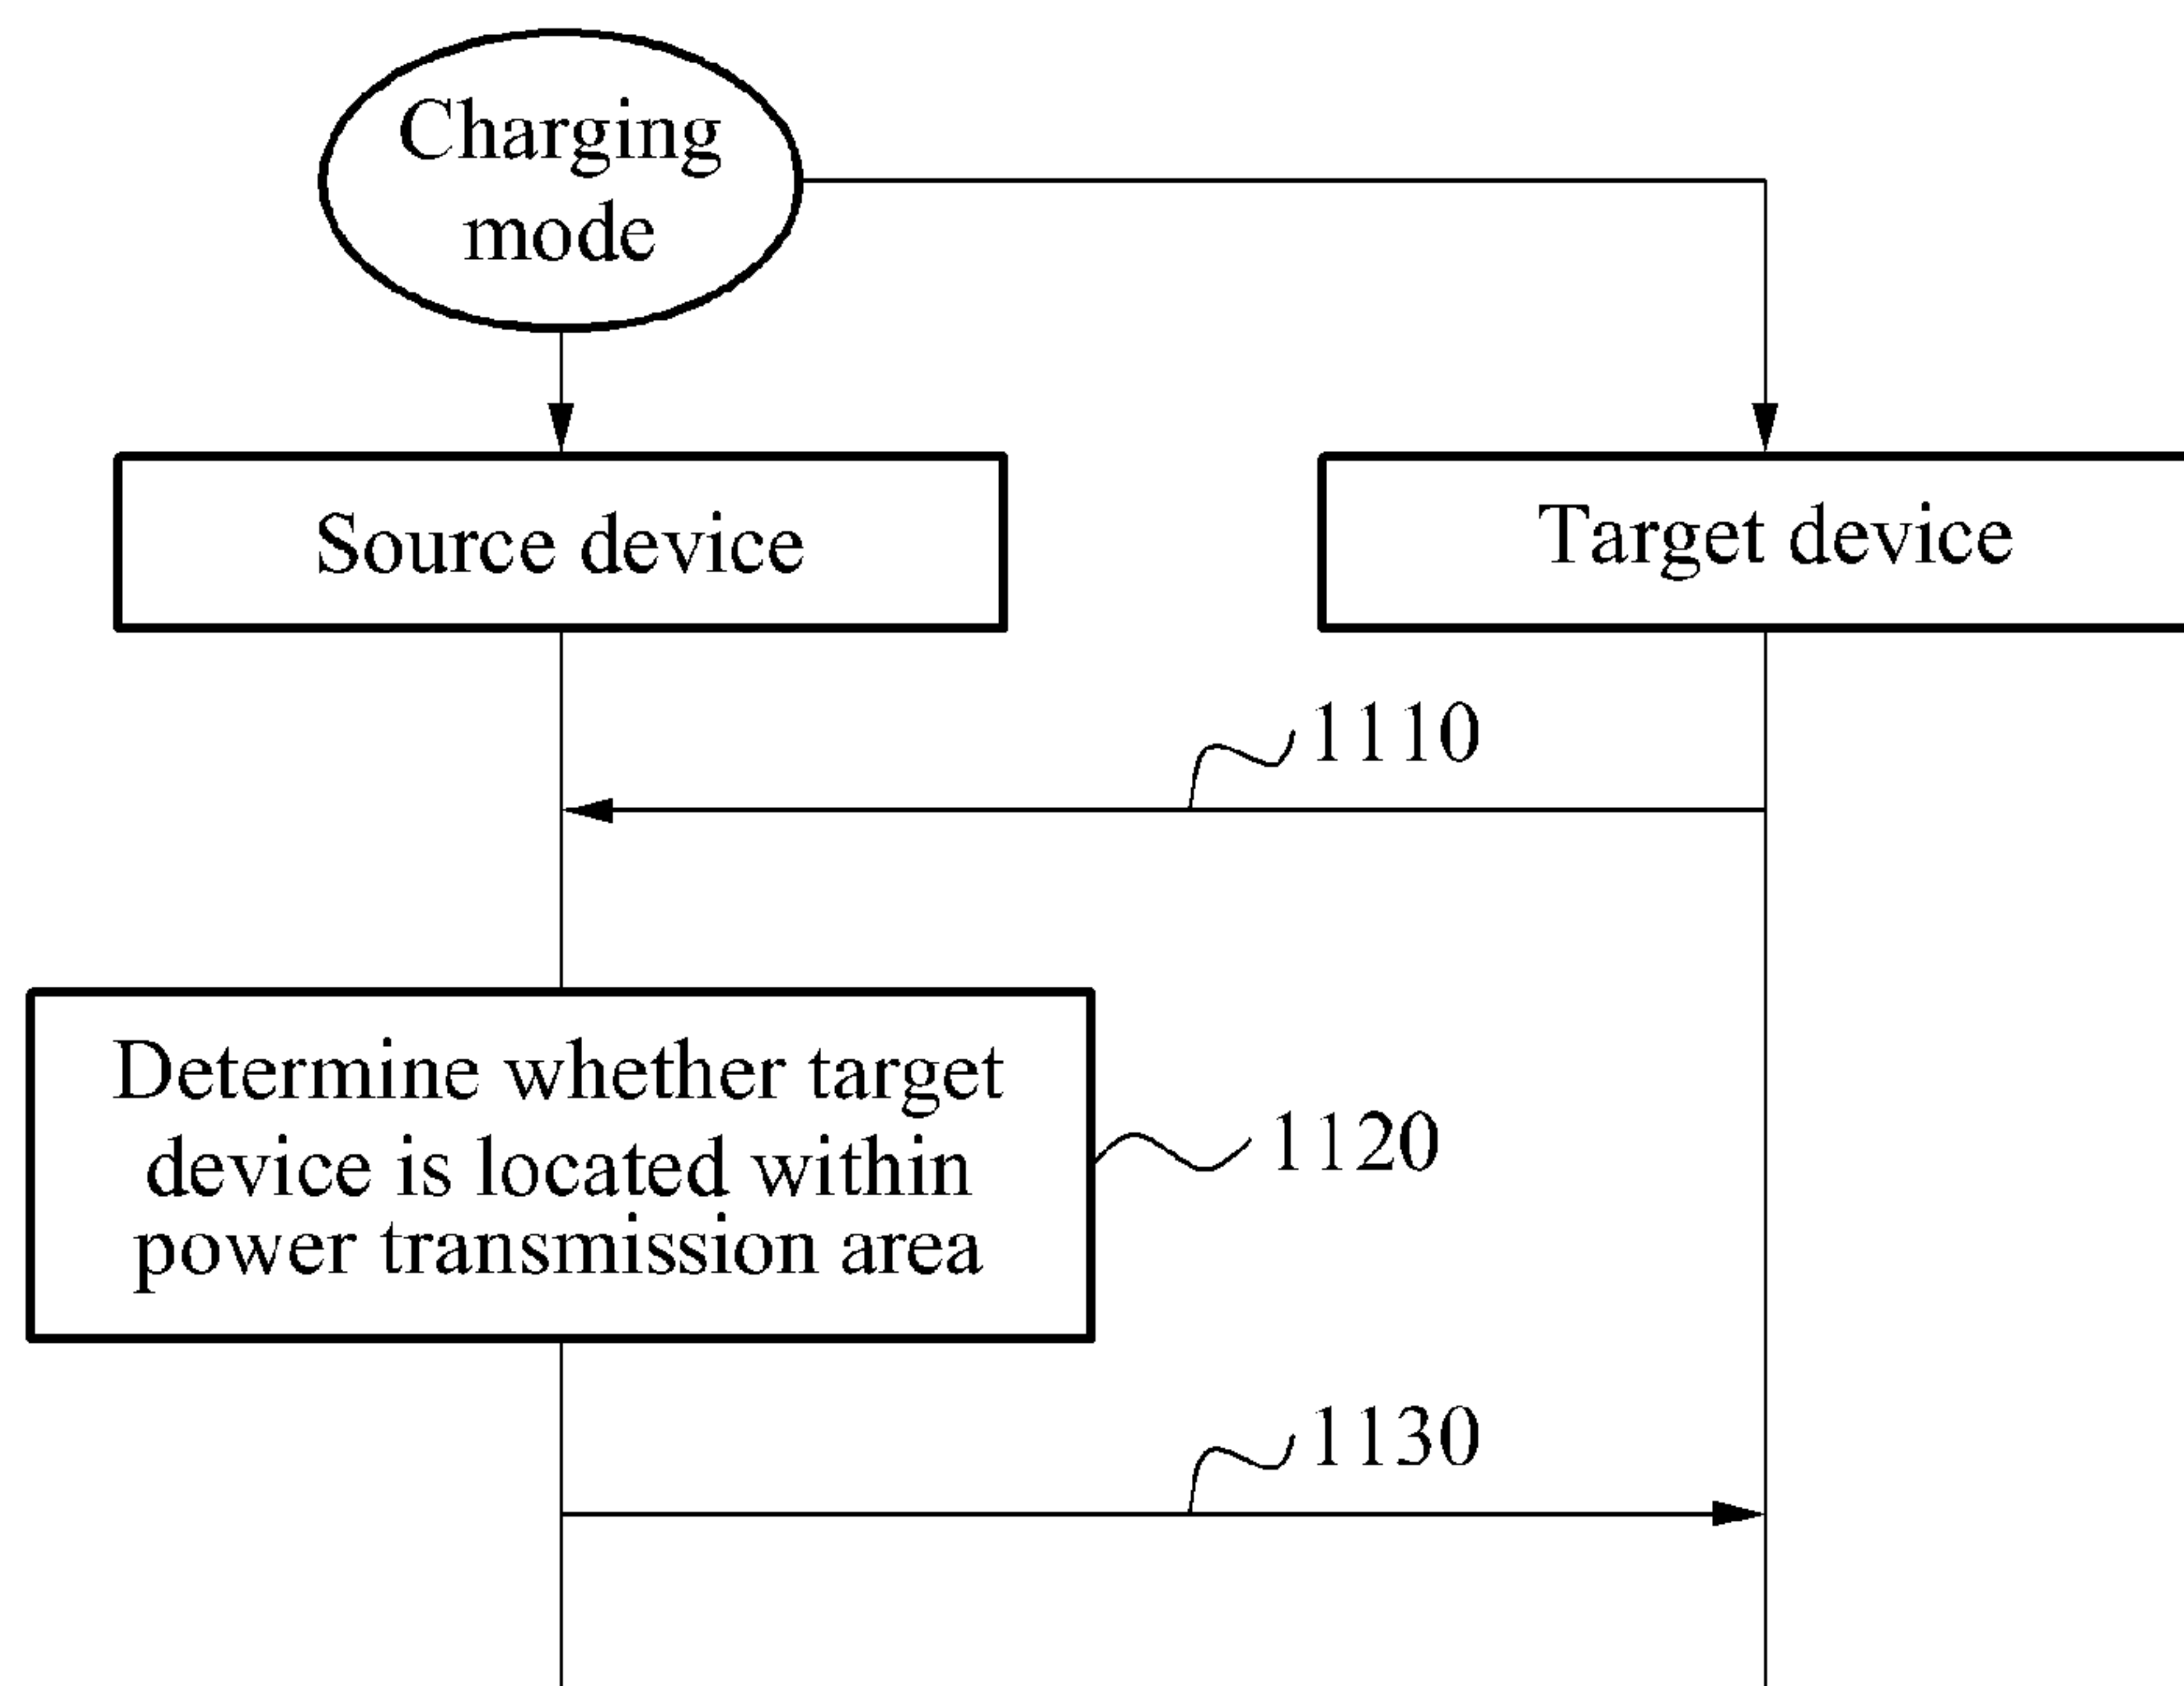 Charging
mode
Source device
Target device
1110
Determine whether target
device is located within
power transmission area
1120
1130